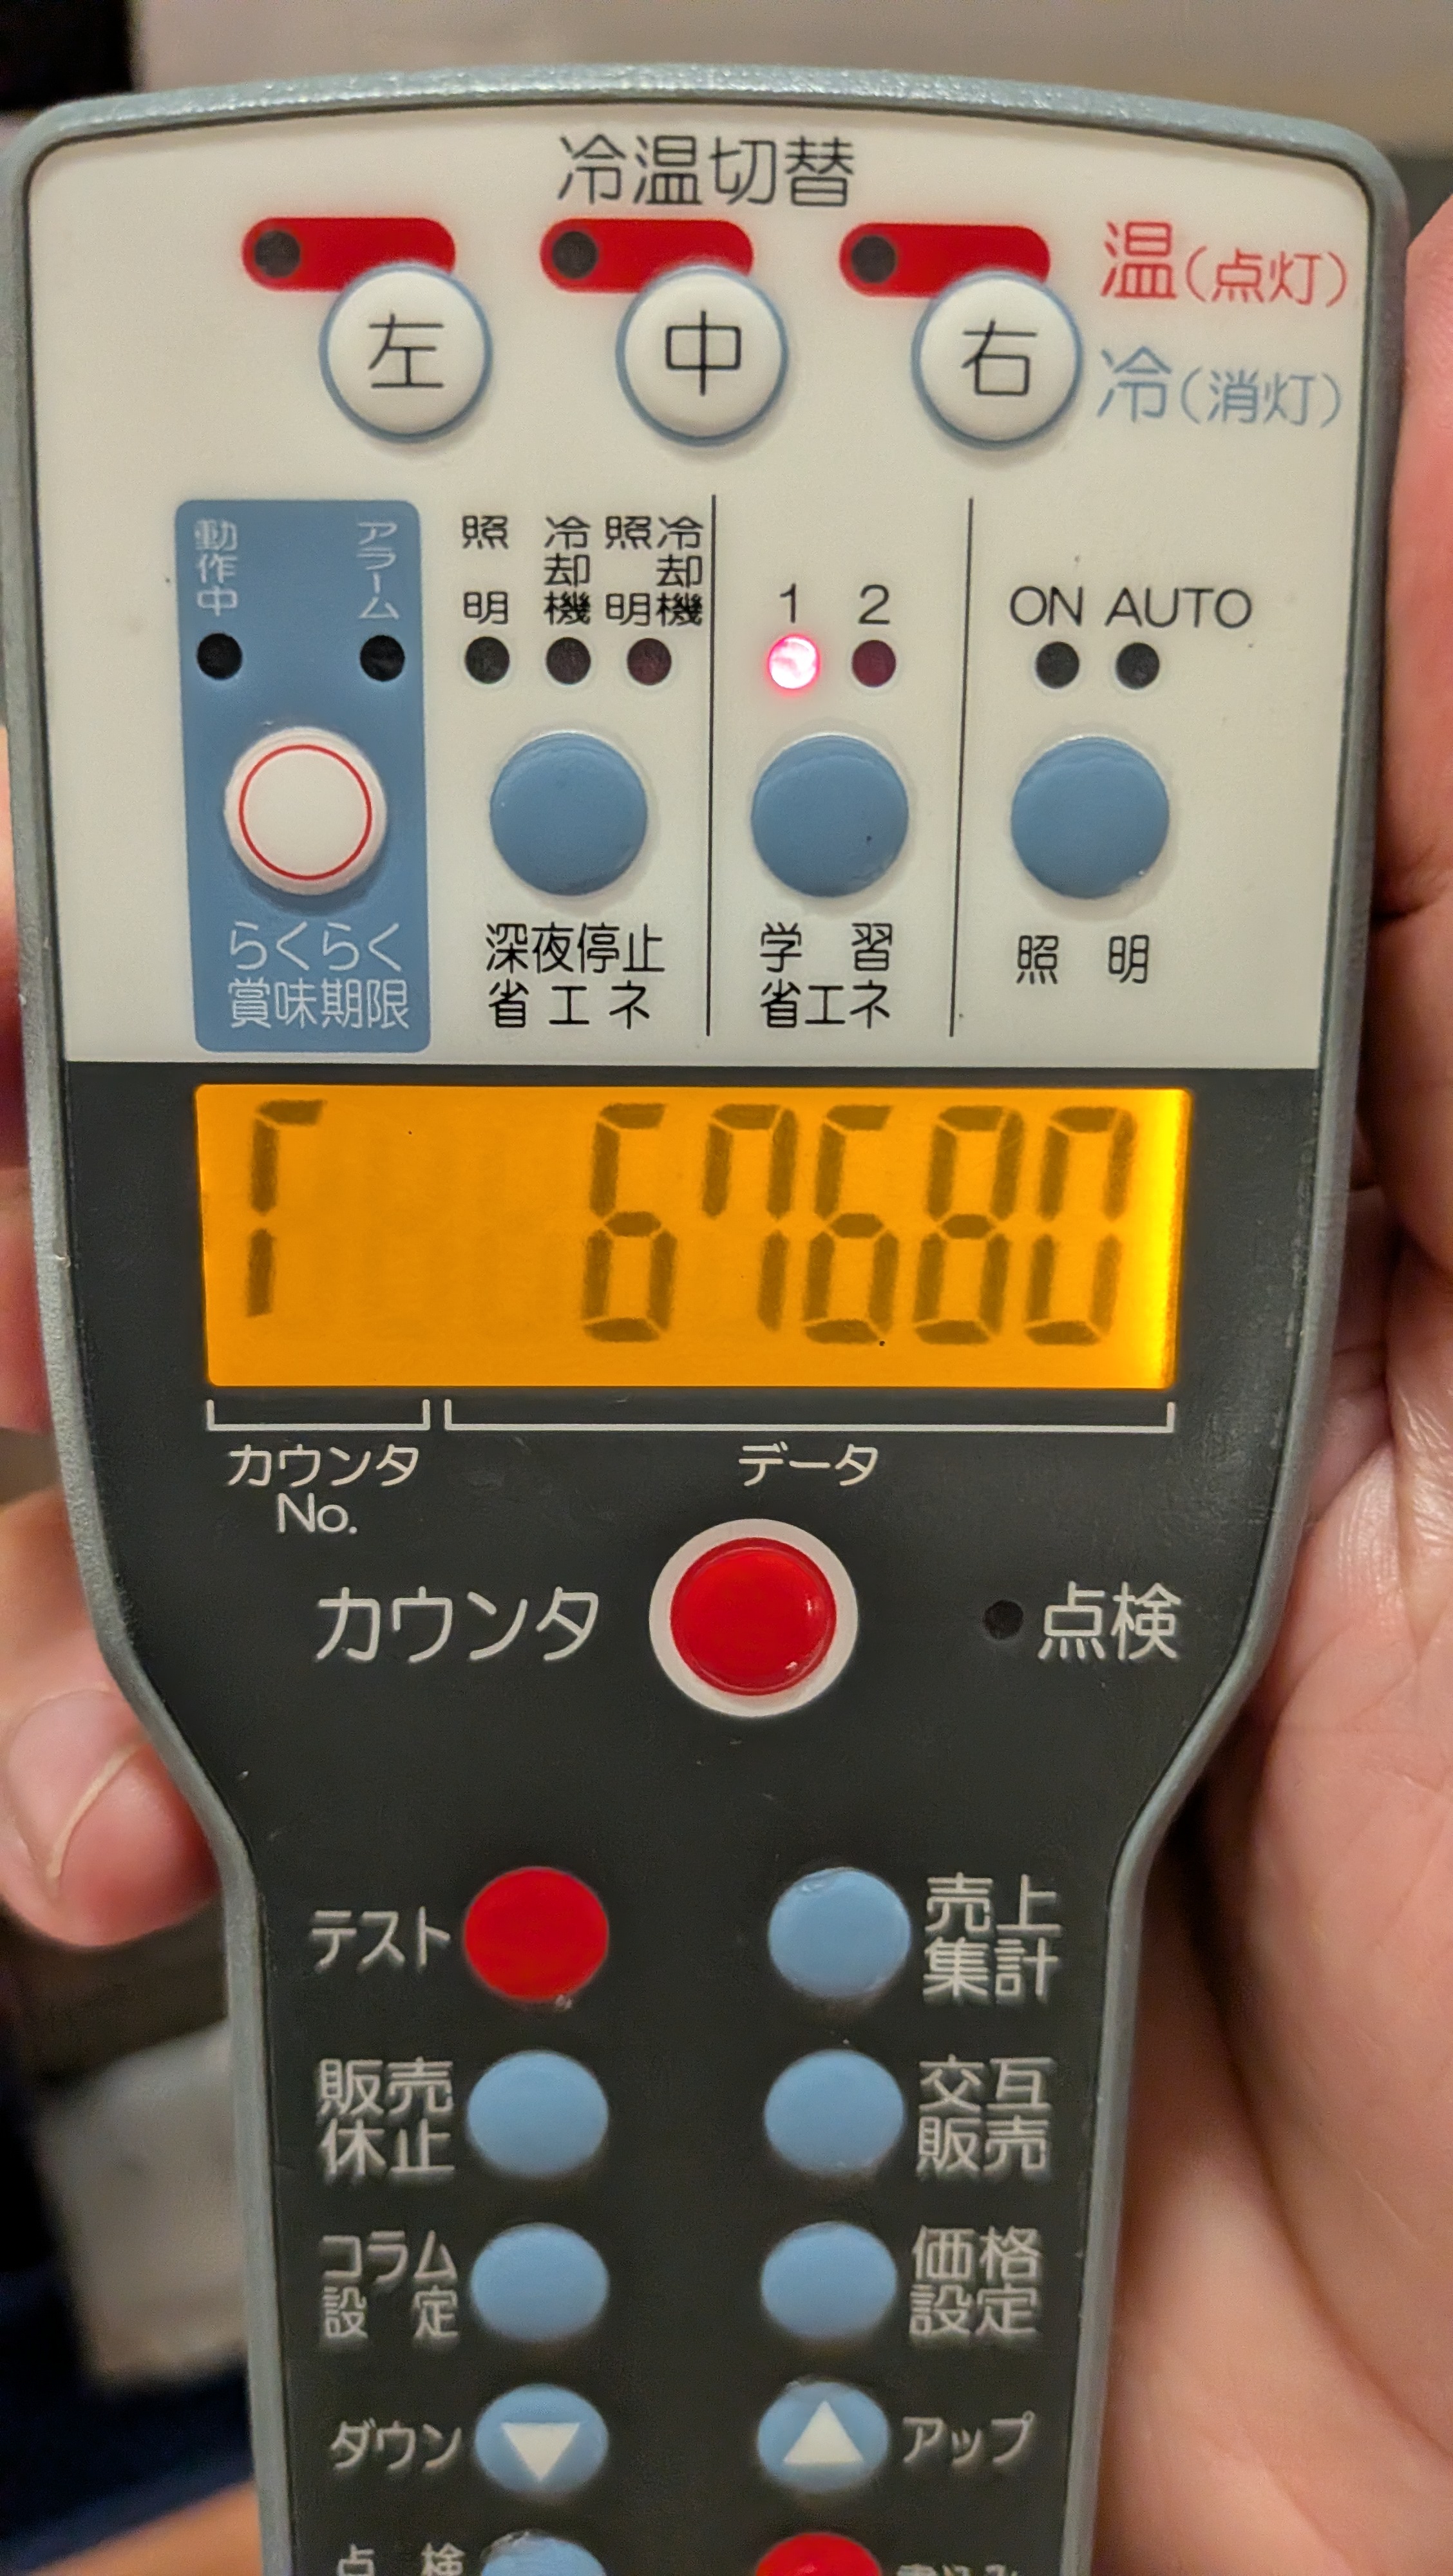 冷温切替
左 中 右 温(点灯)
冷(消灯)
動作中 アラーム 照明 冷却機 照明冷却機 1 2 ON AUTO
らくらく
賞味期限
深夜停止
省エネ
学習
省エネ
照明
Γ 67680
カウンタ
No.
データ
カウンタ 点検
テスト 売上
集計
販売
休止
交互
販売
コラム
設定
価格
設定
ダウン アップ
点検